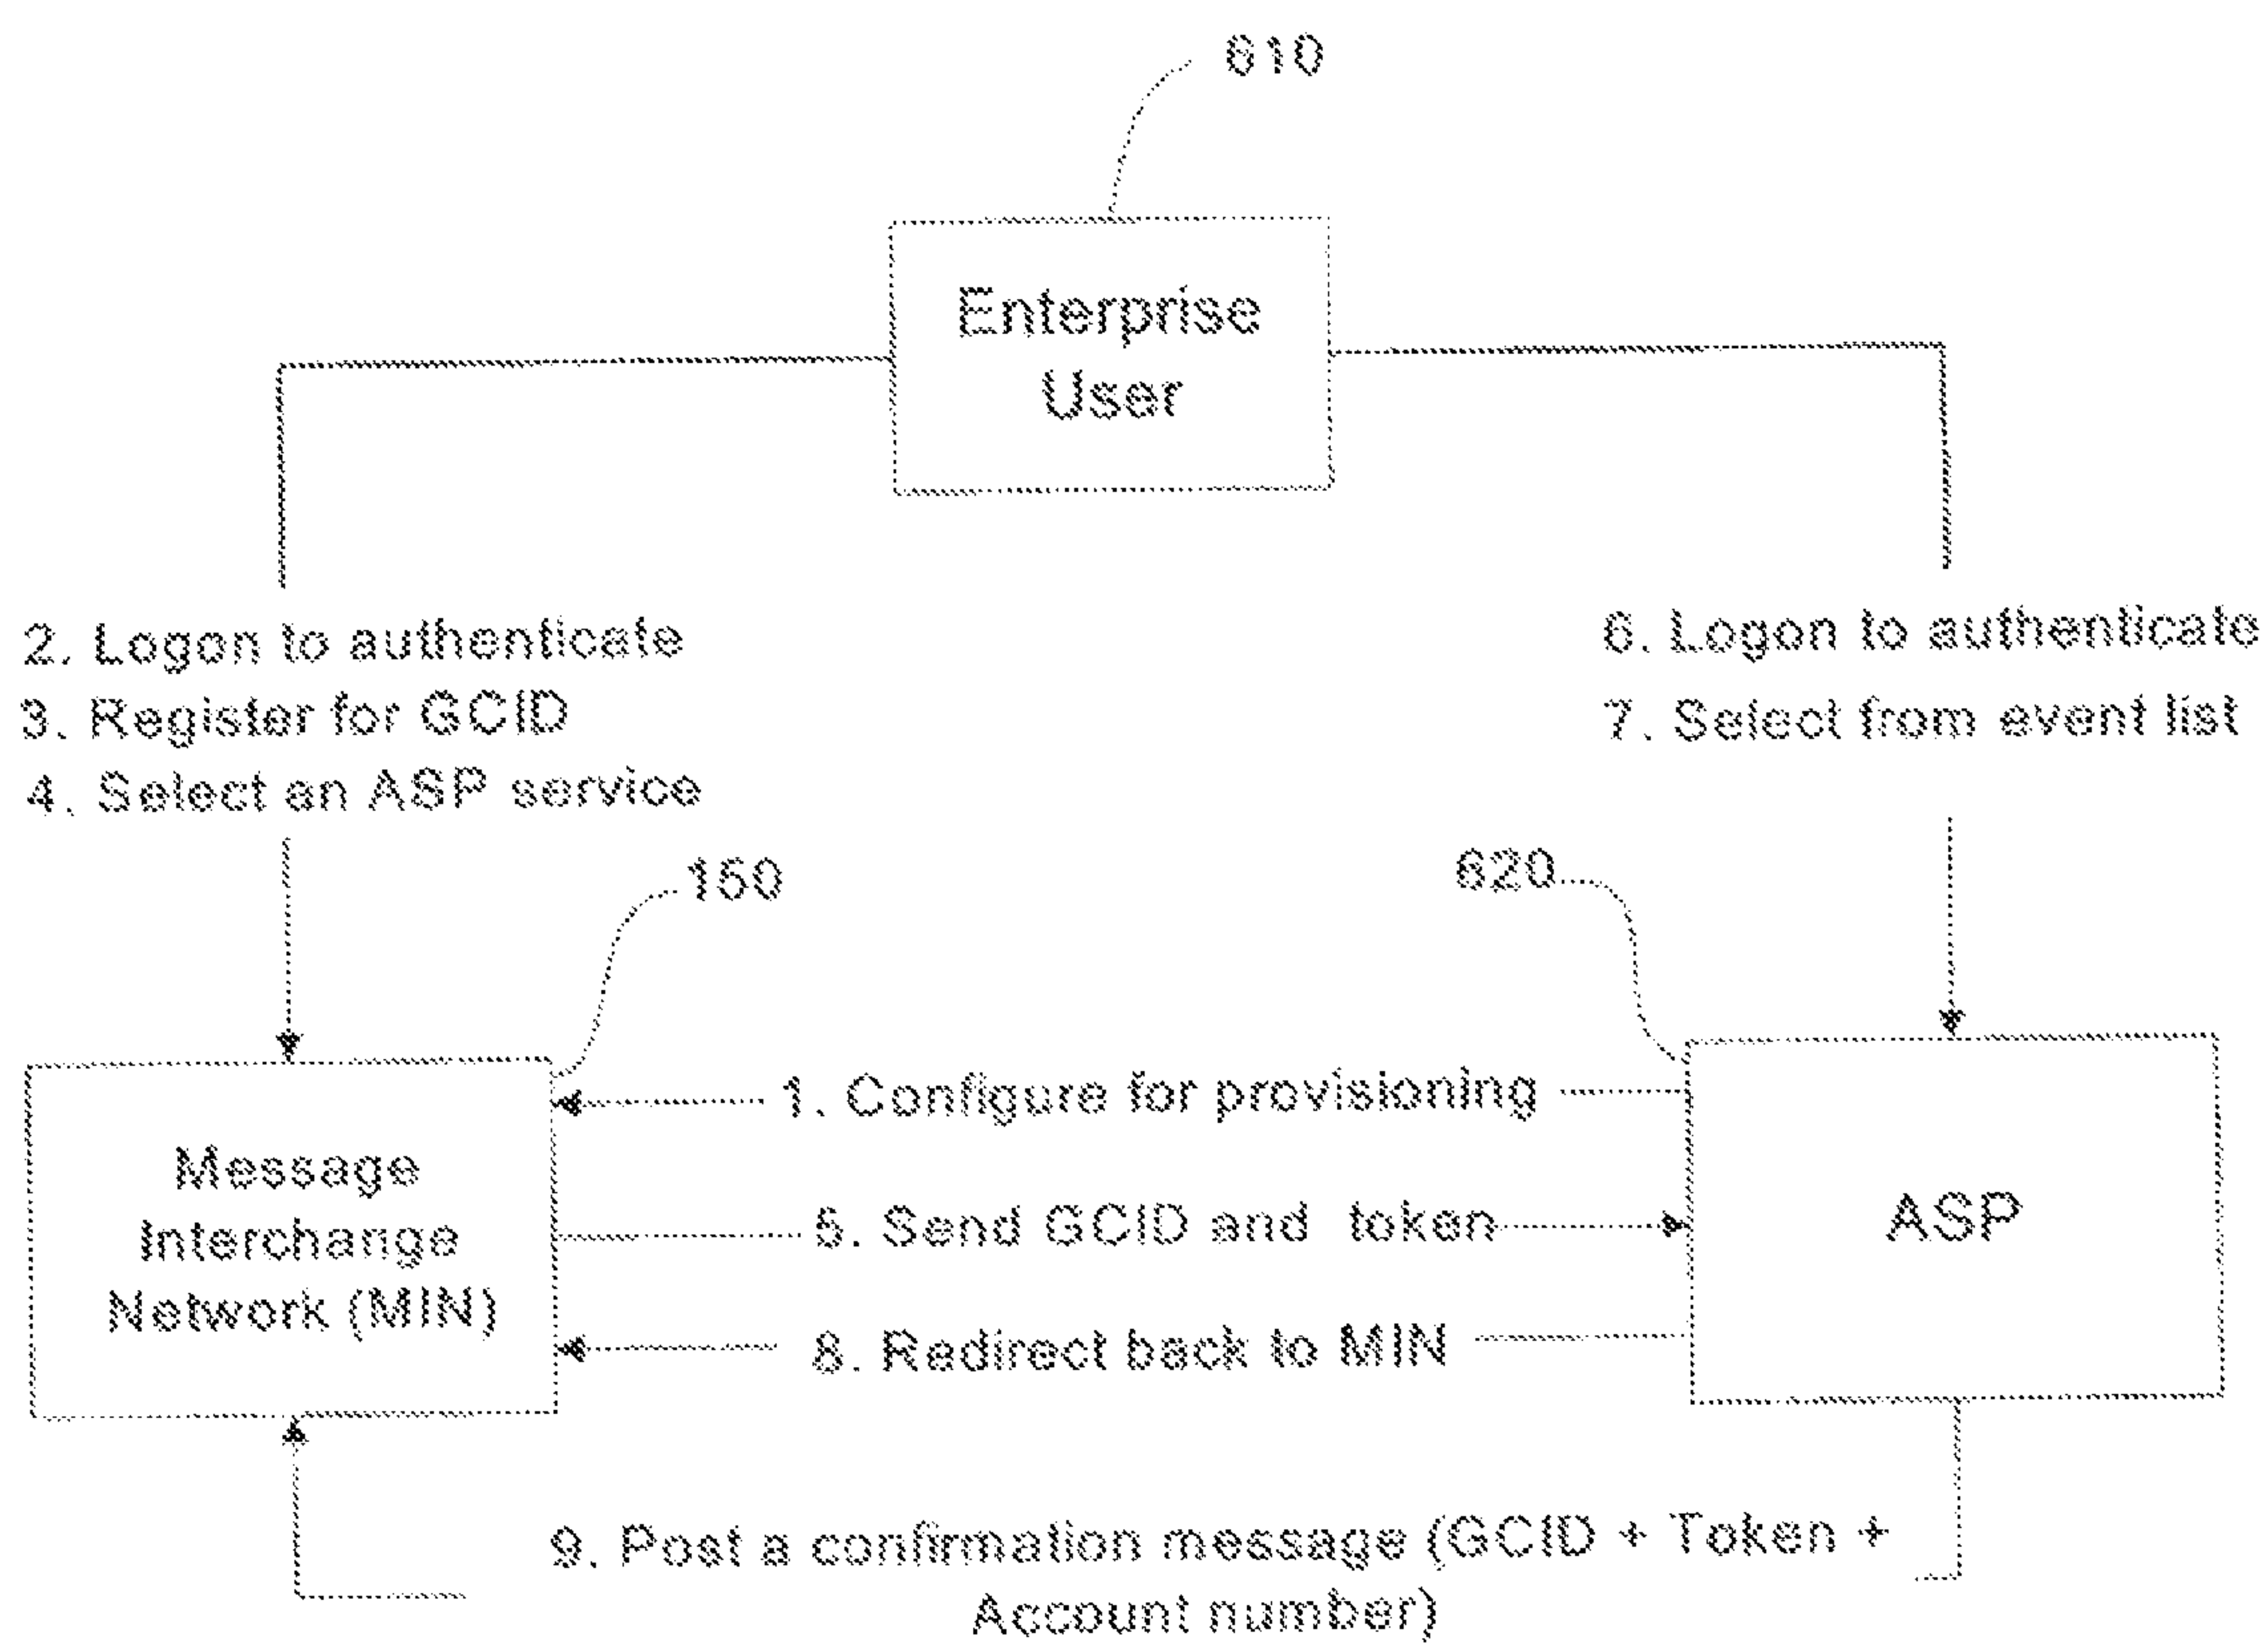 610
Enterprise
User
2. Logon to authenticate
3. Register for GCID
4. Select an ASP service
6. Logon to authenticate
7. Select from event list
150
620
1. Configure for provisioning
Message
Interchange
Network (MIN)
5. Send GCID and token
ASP
8. Redirect back to MIN
9. Post a confirmation message (GCID + Token +
Account number)